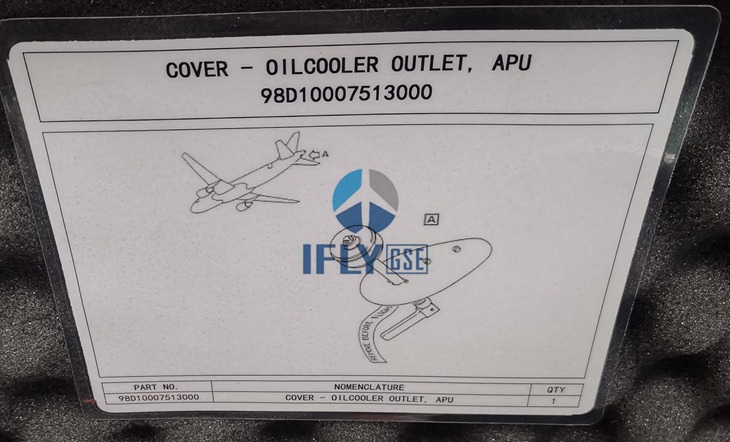 COVER - OILCOOLER OUTLET, APU
98D10007513000
A
A
IFLY GSE
REMOVE BEFORE FLIGHT
PART NO. NOMENCLATURE QTY
98D10007513000 COVER - OILCOOLER OUTLET, APU 1